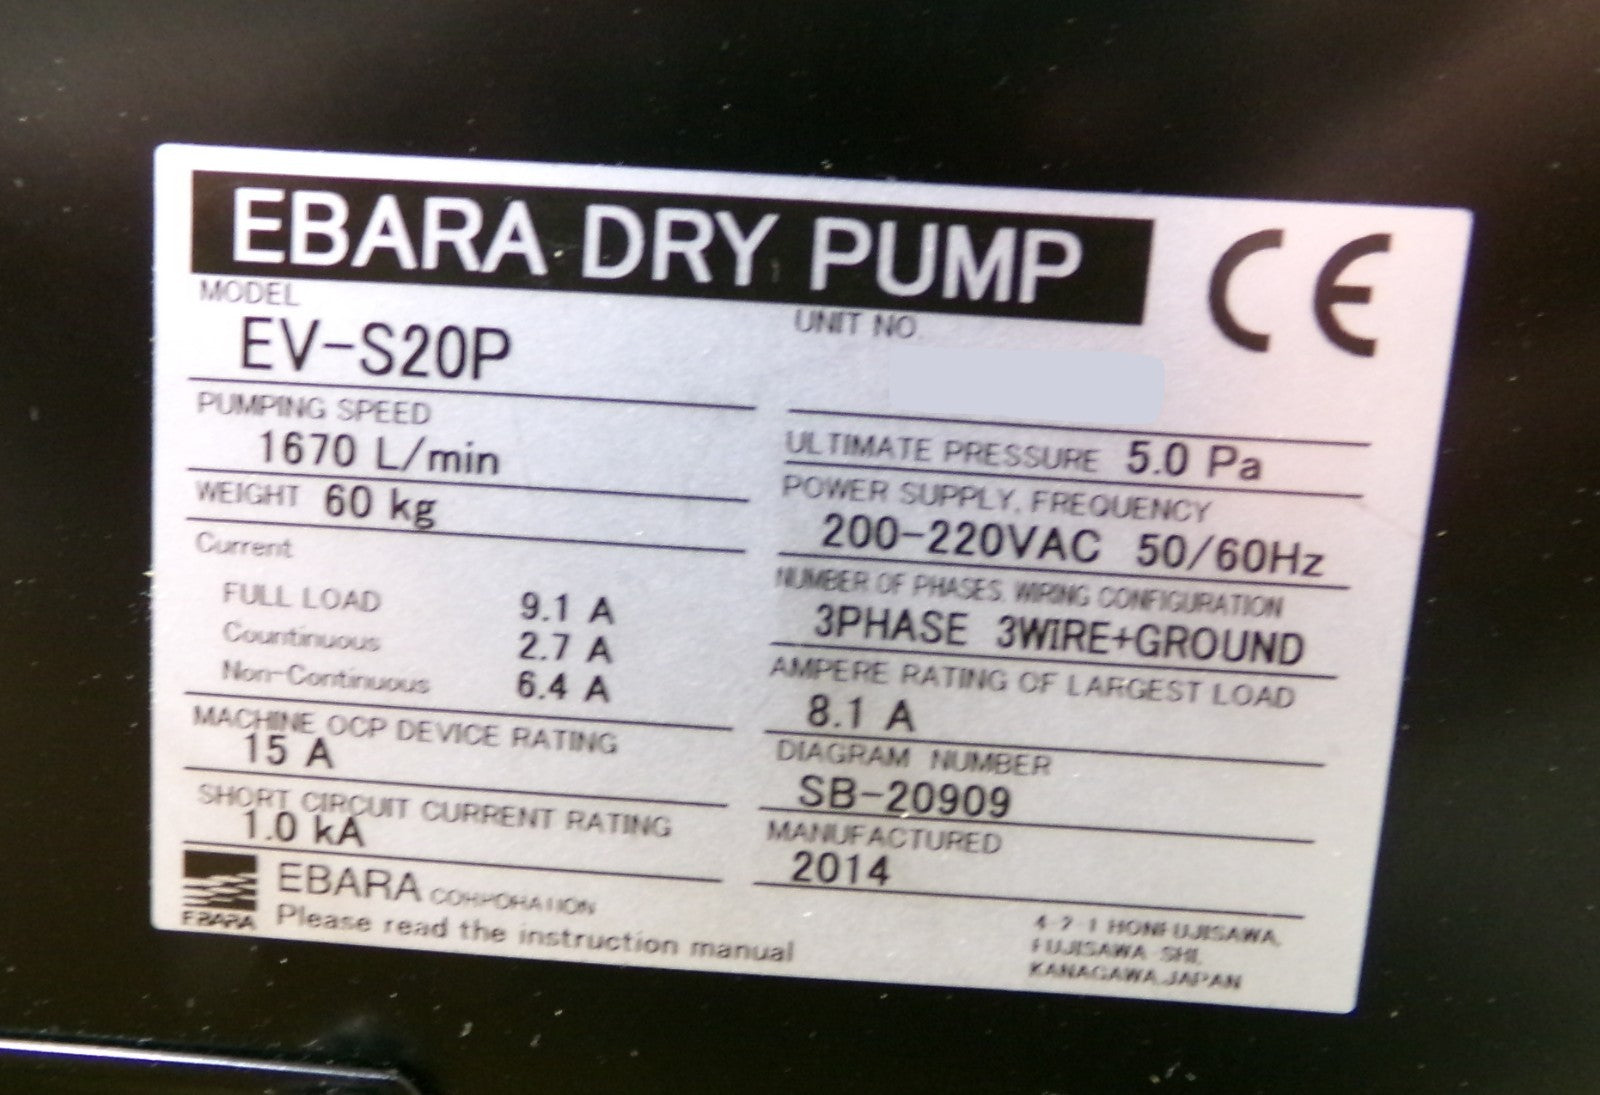 EBARA DRY PUMP
CE
MODEL
EV-S20P
UNIT NO.
PUMPING SPEED
1670 L/min
ULTIMATE PRESSURE 5.0 Pa
WEIGHT 60 kg
POWER SUPPLY, FREQUENCY
200-220VAC 50/60Hz
Current
FULL LOAD 9.1 A
Countinuous 2.7 A
Non-Continuous 6.4 A
NUMBER OF PHASES, WIRING CONFIGURATION
3PHASE 3WIRE+GROUND
AMPERE RATING OF LARGEST LOAD
8.1 A
MACHINE OCP DEVICE RATING
15 A
DIAGRAM NUMBER
SB-20909
SHORT CIRCUIT CURRENT RATING
1.0 kA
MANUFACTURED
2014
EBARA
EBARA CORPORATION
Please read the instruction manual
4-2-1 HONFUJISAWA,
FUJISAWA-SHI,
KANAGAWA,JAPAN